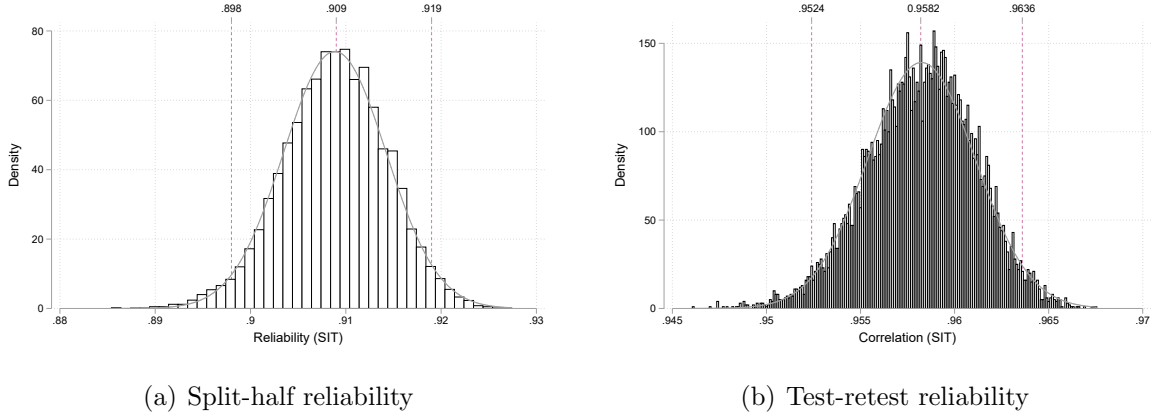 .898 .909 .919
80
60
40
20
0
Density
.88 .89 .9 .91 .92 .93
Reliability (SIT)
(a) Split-half reliability
.9524 0.9582 .9636
150
100
50
0
Density
.945 .95 .955 .96 .965 .97
Correlation (SIT)
(b) Test-retest reliability